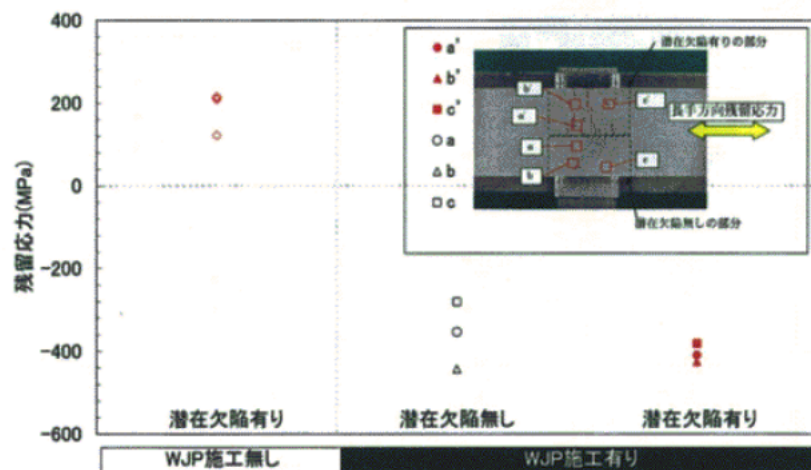 400
200
0
-200
-400
-600
残留応力(MPa)
a'
b'
c'
a
b
c
潜在欠陥有りの部分
b'
c'
a'
長手方向残留応力
a
b
c
潜在欠陥無しの部分
潜在欠陥有り
潜在欠陥無し
潜在欠陥有り
WJP施工無し
WJP施工有り